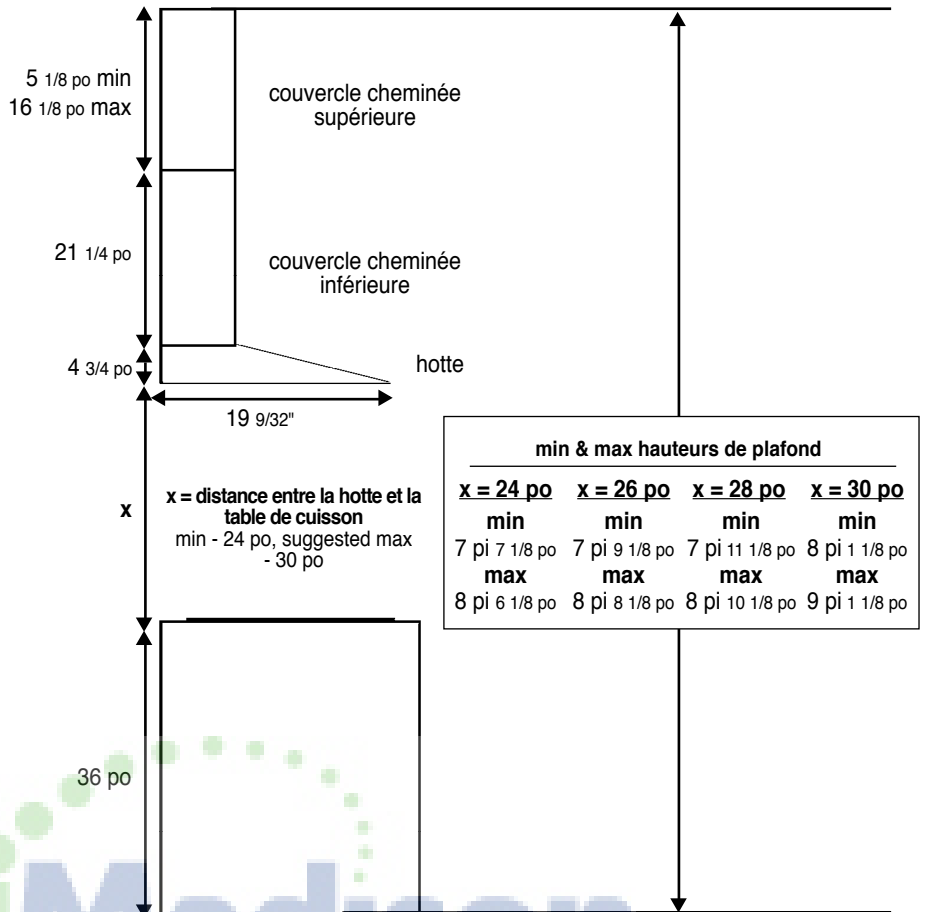 5 1/8 po min
16 1/8 po max
couvercle cheminée
supérieure
21 1/4 po
couvercle cheminée
inférieure
4 3/4 po
hotte
19 9/32"
min & max hauteurs de plafond
x = 24 po x = 26 po x = 28 po x = 30 po
min min min min
7 pi 7 1/8 po 7 pi 9 1/8 po 7 pi 11 1/8 po 8 pi 1 1/8 po
max max max max
8 pi 6 1/8 po 8 pi 8 1/8 po 8 pi 10 1/8 po 9 pi 1 1/8 po
x
x = distance entre la hotte et la
table de cuisson
min - 24 po, suggested max
- 30 po
36 po